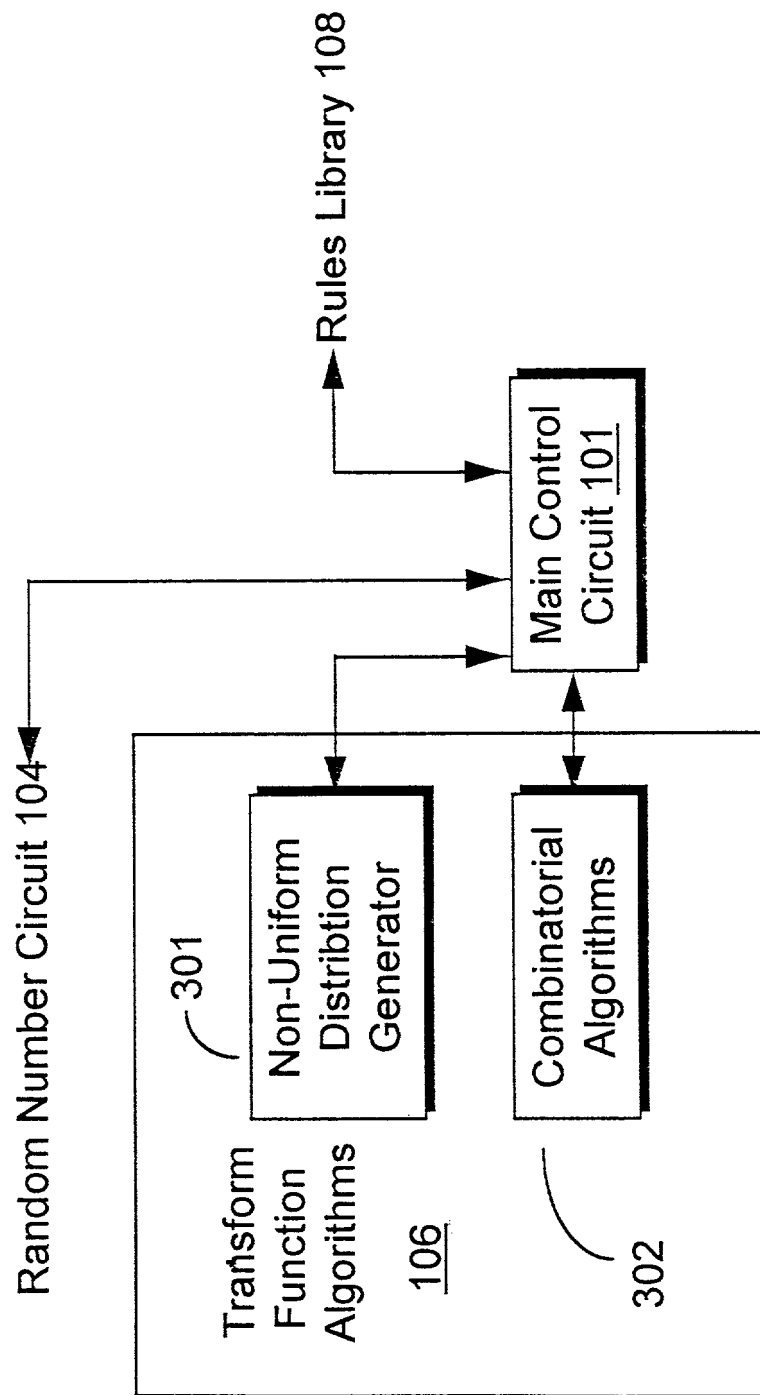 Random Number Circuit 104
Rules Library 108
301
Non-Uniform
Distribtion
Generator
Main Control
Circuit 101
Transform
Function
Algorithms
106
Combinatorial
Algorithms
302